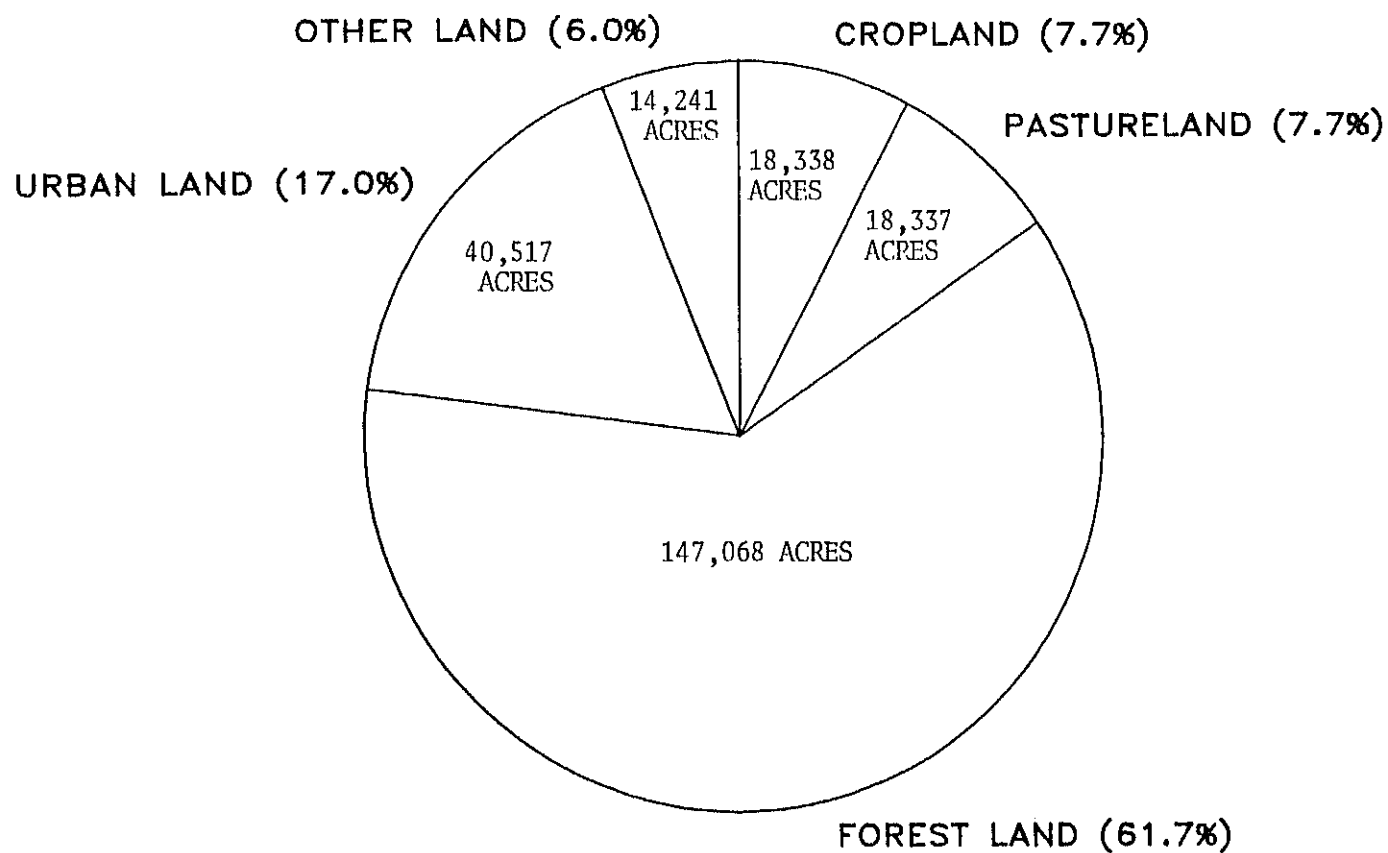 OTHER LAND (6.0%)
CROPLAND (7.7%)
14,241
ACRES
PASTURELAND (7.7%)
18,338
ACRES
URBAN LAND (17.0%)
18,337
ACRES
40,517
ACRES
147,068 ACRES
FOREST LAND (61.7%)